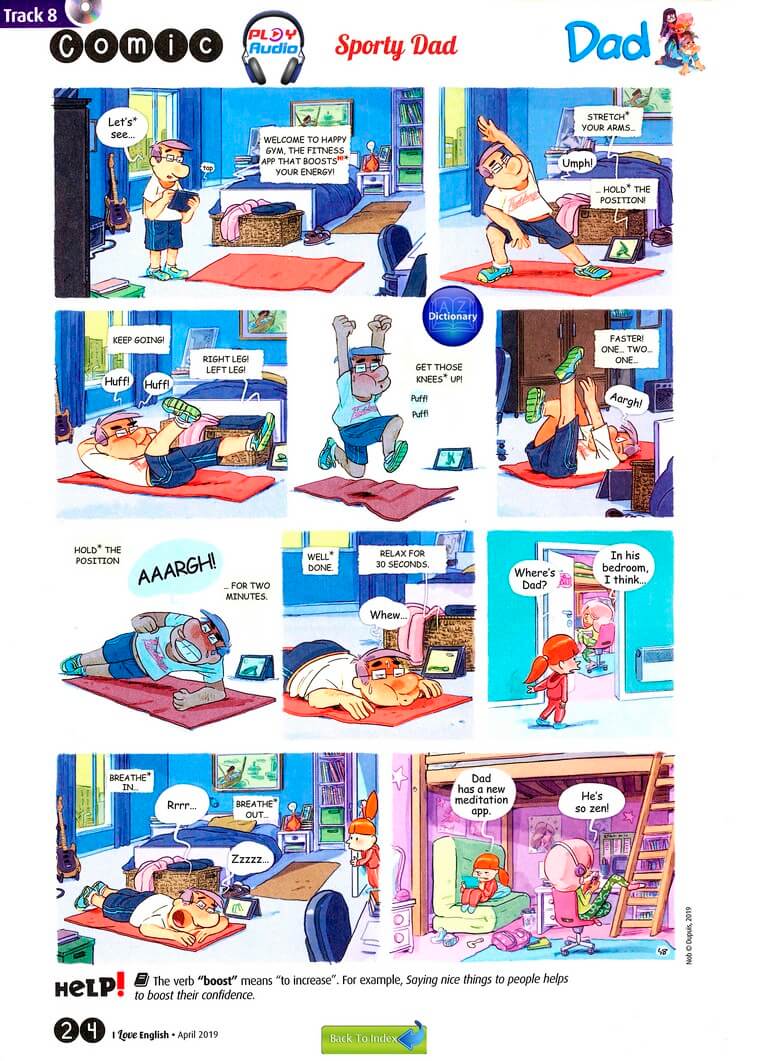 Track 8
Comic
PLAY
Audio
Sporty Dad
Dad
Let's*
see...
tap
WELCOME TO HAPPY
GYM, THE FITNESS
APP THAT BOOSTS H!*
YOUR ENERGY!
STRETCH*
YOUR ARMS...
Umph!
... HOLD* THE
POSITION!
KEEP GOING!
RIGHT LEG!
LEFT LEG!
Huff!
Huff!
A Z
Dictionary
GET THOSE
KNEES* UP!
Puff!
Puff!
FASTER!
ONE... TWO...
ONE...
Aargh!
HOLD* THE
POSITION
AAARGH!
... FOR TWO
MINUTES.
WELL*
DONE.
RELAX FOR
30 SECONDS.
Whew...
Where's
Dad?
In his
bedroom,
I think...
BREATHE*
IN...
Rrrr...
BREATHE*
OUT...
Zzzzz...
Dad
has a new
meditation
app.
He's
so zen!
48
Nob © Dupuis, 2019
HELP!
The verb "boost" means "to increase". For example, Saying nice things to people helps
to boost their confidence.
24
I Love English • April 2019
Back To Index